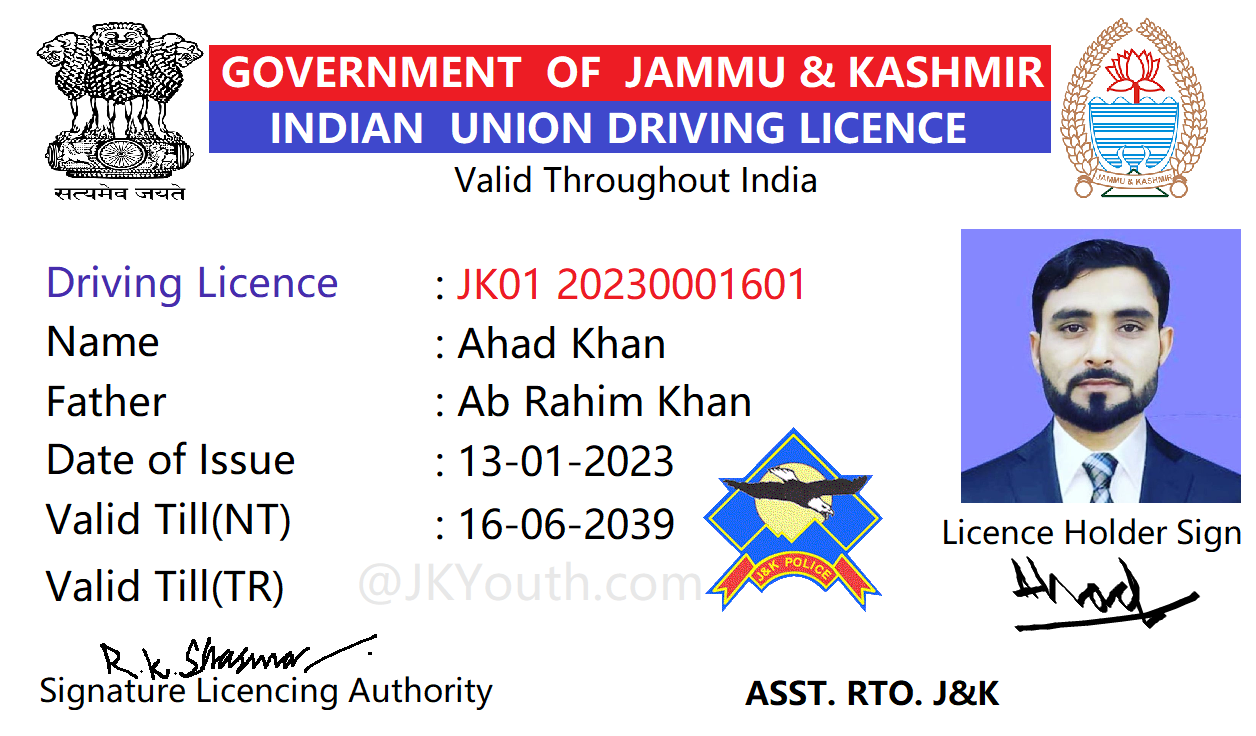 GOVERNMENT OF JAMMU & KASHMIR
INDIAN UNION DRIVING LICENCE
Valid Throughout India
सत्यमेव जयते
JAMMU & KASHMIR
Driving Licence : JK01 20230001601
Name : Ahad Khan
Father : Ab Rahim Khan
Date of Issue : 13-01-2023
Valid Till(NT) : 16-06-2039
Valid Till(TR) @JKYouth.com
J&K POLICE
Licence Holder Sign
Ahad
R.K. Sharma
Signature Licencing Authority
ASST. RTO. J&K